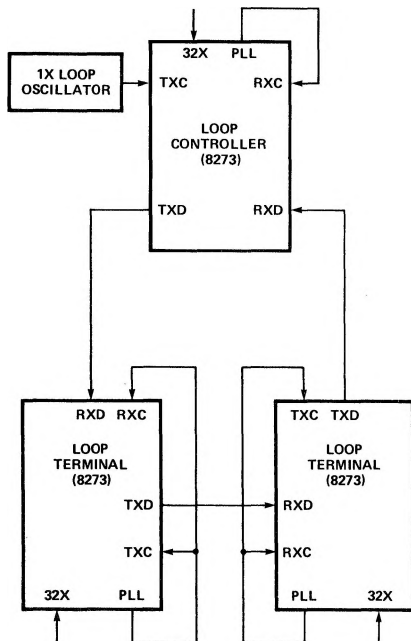 32X PLL
1X LOOP
OSCILLATOR
TXC RXC
LOOP
CONTROLLER
(8273)
TXD RXD
RXD RXC
LOOP
TERMINAL
(8273)
TXD
TXC
32X PLL
TXC TXD
LOOP
TERMINAL
(8273)
RXD
RXC
PLL 32X